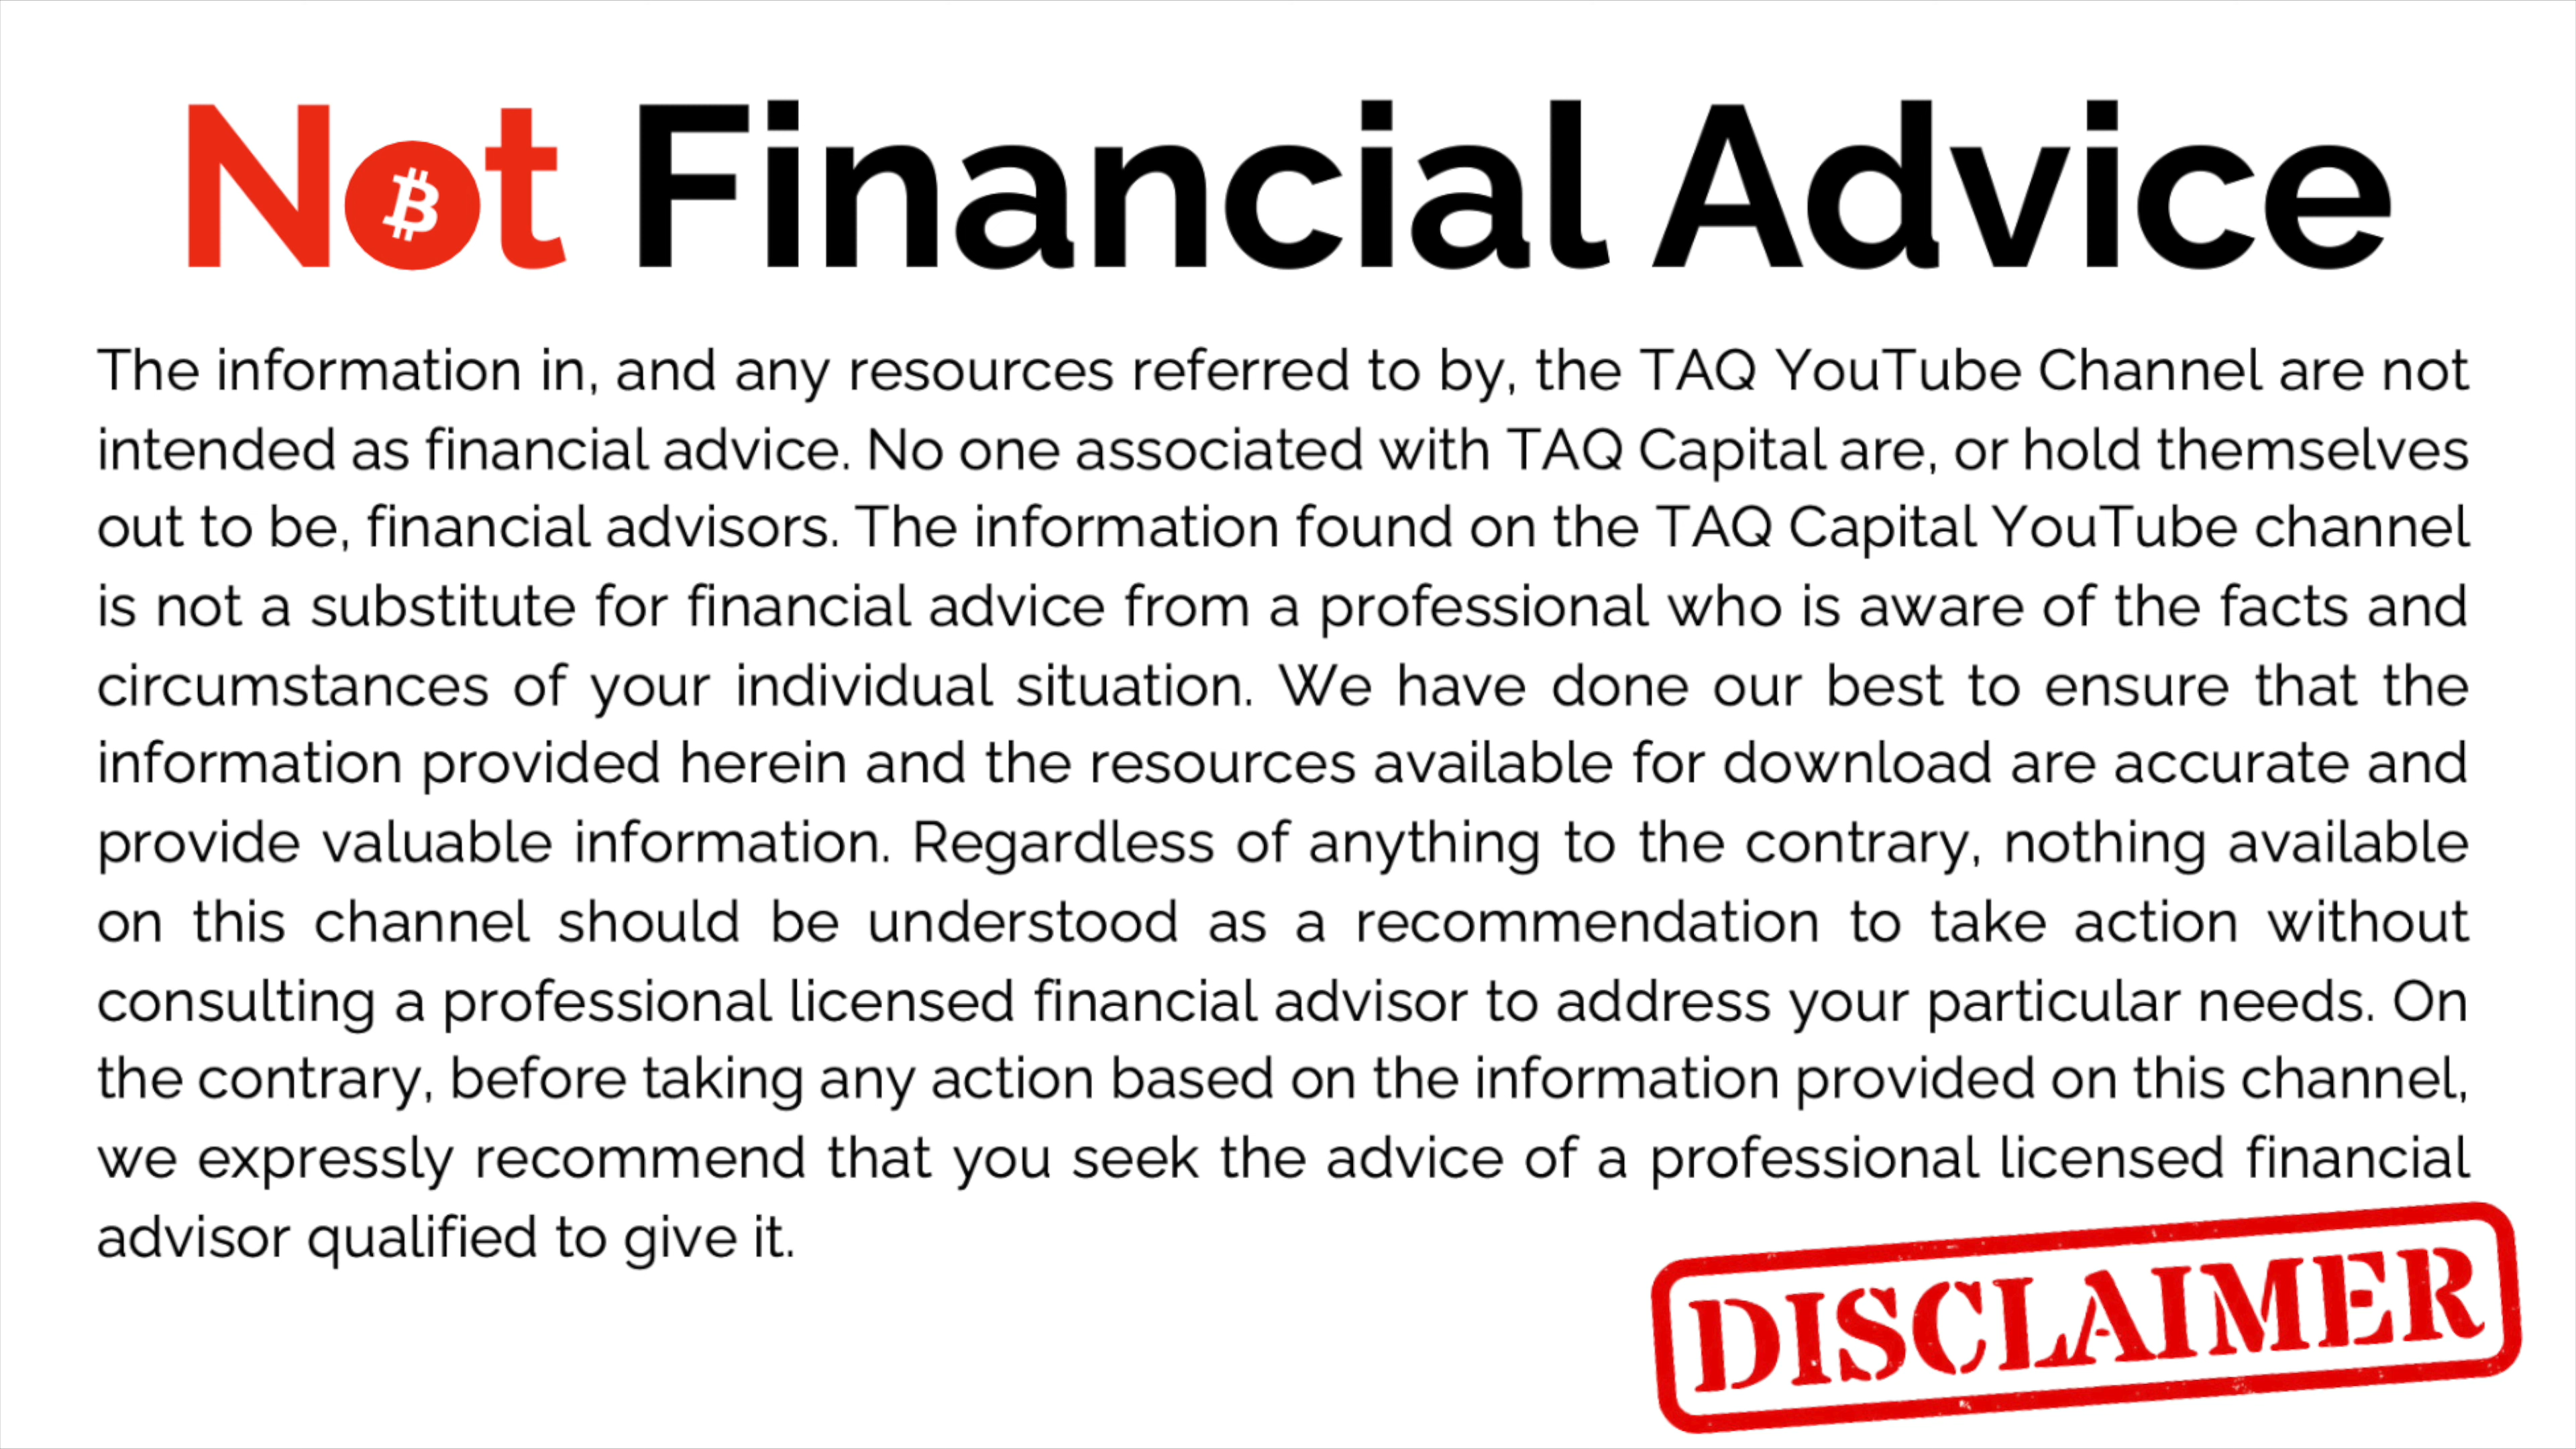 Not Financial Advice
The information in, and any resources referred to by, the TAQ YouTube Channel are not
intended as financial advice. No one associated with TAQ Capital are, or hold themselves
out to be, financial advisors. The information found on the TAQ Capital YouTube channel
is not a substitute for financial advice from a professional who is aware of the facts and
circumstances of your individual situation. We have done our best to ensure that the
information provided herein and the resources available for download are accurate and
provide valuable information. Regardless of anything to the contrary, nothing available
on this channel should be understood as a recommendation to take action without
consulting a professional licensed financial advisor to address your particular needs. On
the contrary, before taking any action based on the information provided on this channel,
we expressly recommend that you seek the advice of a professional licensed financial
advisor qualified to give it.
DISCLAIMER